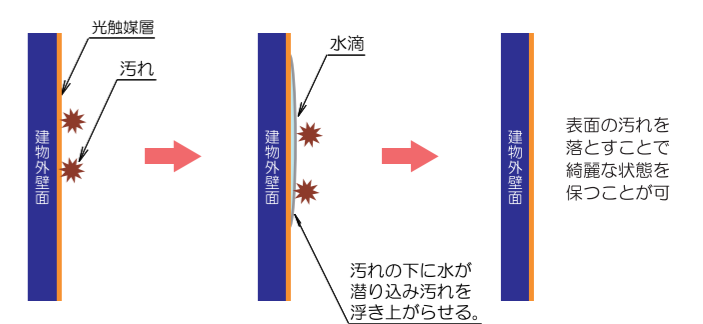 光触媒層
汚れ
建物外壁面
水滴
建物外壁面
汚れの下に水が
潜り込み汚れを
浮き上がらせる。
建物外壁面
表面の汚れを
落とすことで
綺麗な状態を
保つことが可